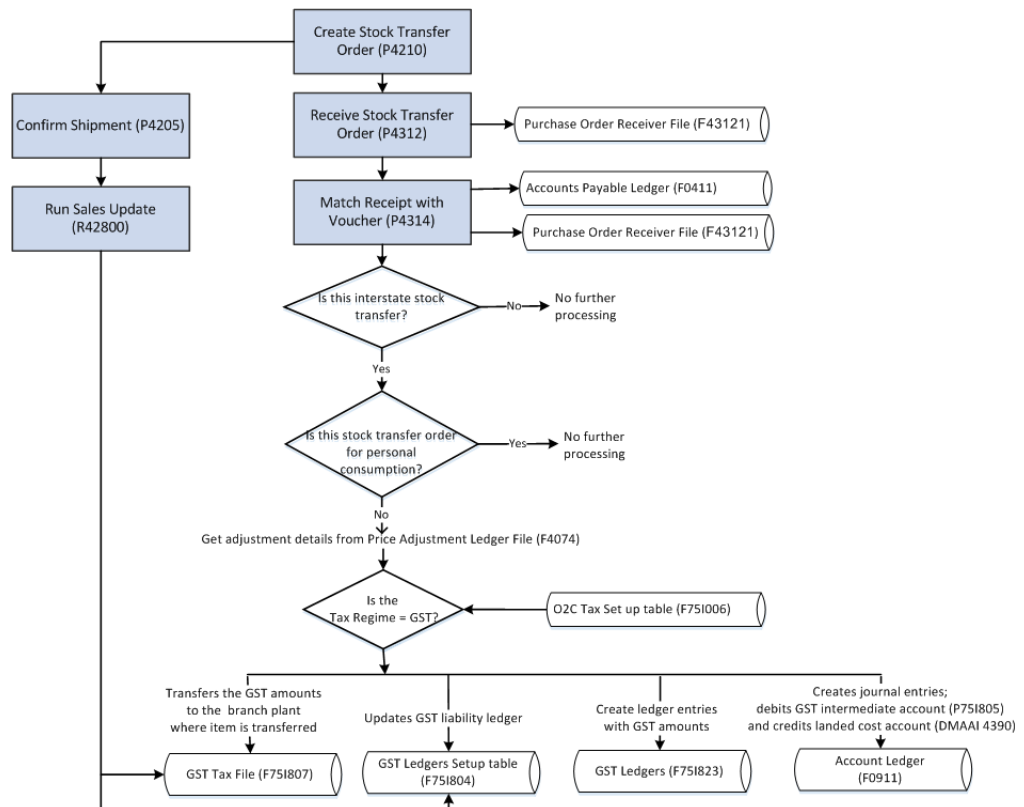 Create Stock Transfer
Order (P4210)
Confirm Shipment (P4205)
Receive Stock Transfer
Order (P4312)
Purchase Order Receiver File (F43121)
Run Sales Update
(R42800)
Match Receipt with
Voucher (P4314)
Accounts Payable Ledger (F0411)
Purchase Order Receiver File (F43121)
Is this interstate stock
transfer?
No
No further
processing
Yes
Is this stock transfer order
for personal
consumption?
Yes
No further
processing
No
Get adjustment details from Price Adjustment Ledger File (F4074)
Is the
Tax Regime = GST?
O2C Tax Set up table (F75I006)
Transfers the GST amounts
to the branch plant
where item is transferred
Updates GST liability ledger
Create ledger entries
with GST amounts
Creates journal entries;
debits GST intermediate account (P75I805)
and credits landed cost account (DMAAI 4390)
GST Tax File (F75I807)
GST Ledgers Setup table
(F75I804)
GST Ledgers (F75I823)
Account Ledger
(F0911)